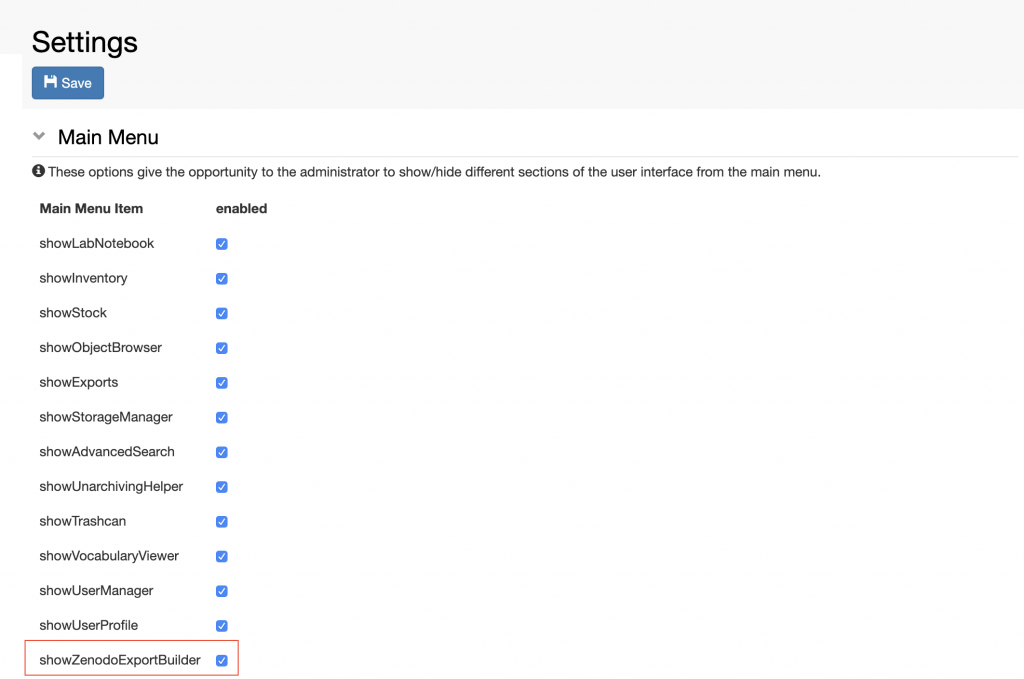 Settings
Save
Main Menu
These options give the opportunity to the administrator to show/hide different sections of the user interface from the main menu.
Main Menu Item enabled
showLabNotebook
showInventory
showStock
showObjectBrowser
showExports
showStorageManager
showAdvancedSearch
showUnarchivingHelper
showTrashcan
showVocabularyViewer
showUserManager
showUserProfile
showZenodoExportBuilder